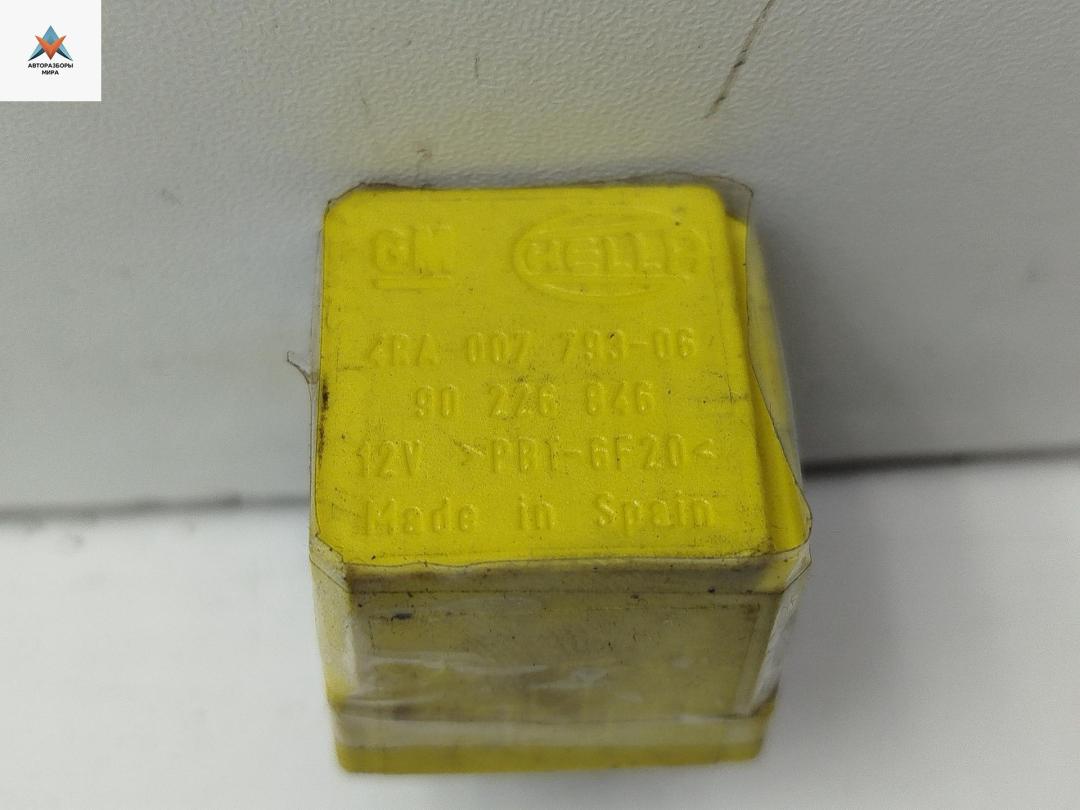 АВТОРАЗБОРЫ
МИРА
GM HELLA
4RA 007 793-06
90 226 846
12V >PBT-GF20<
Made in Spain